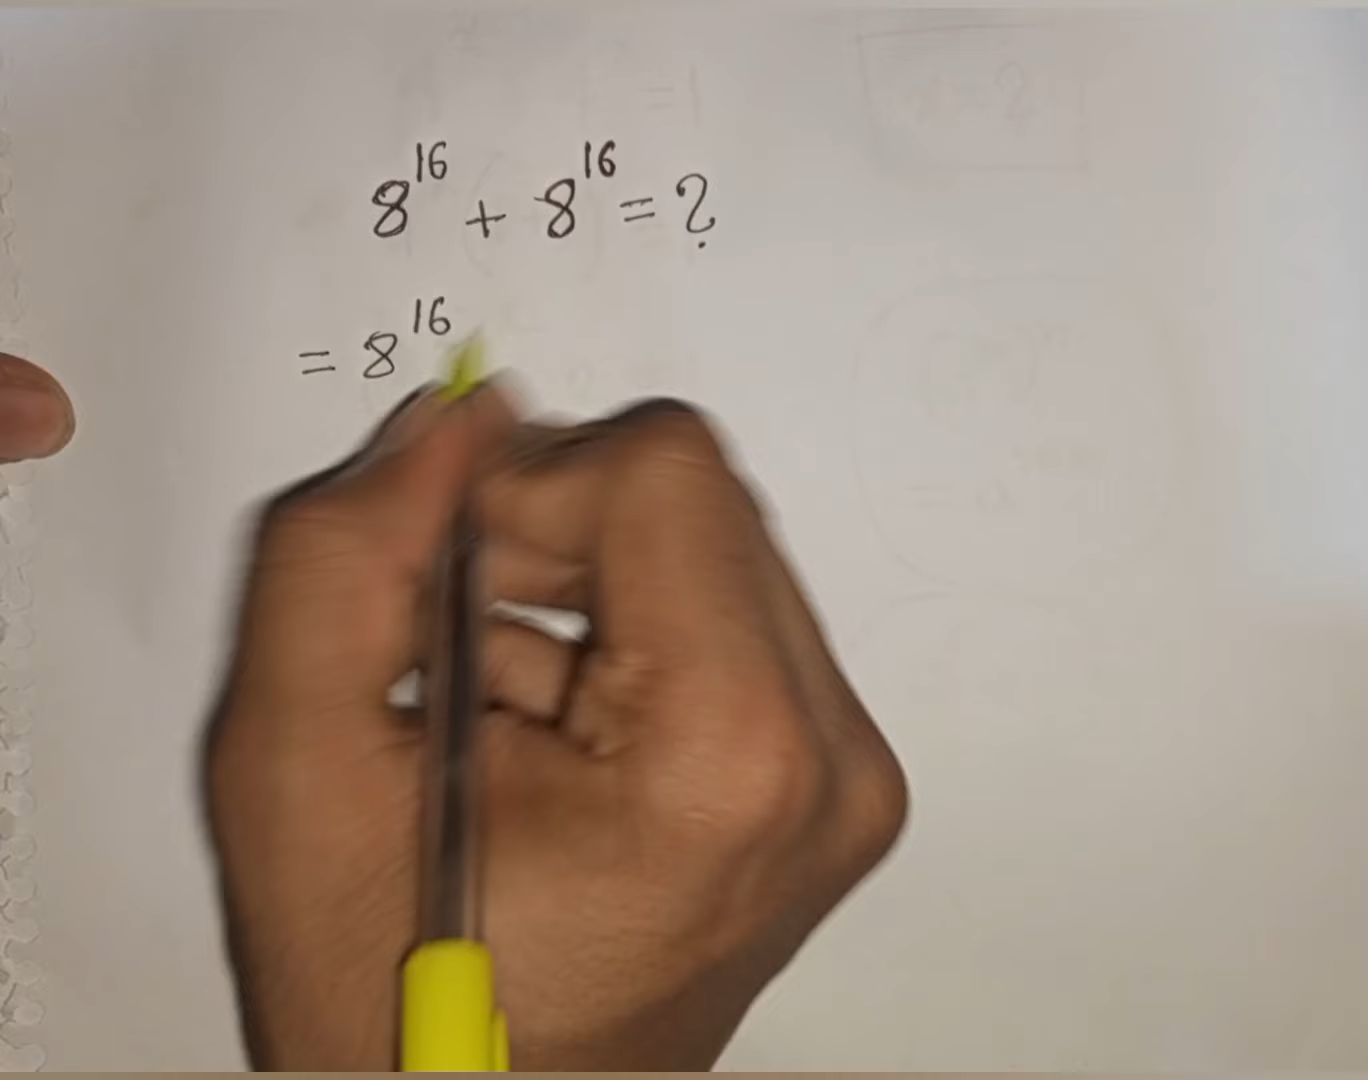 8^16 + 8^16 = ?
= 8^16